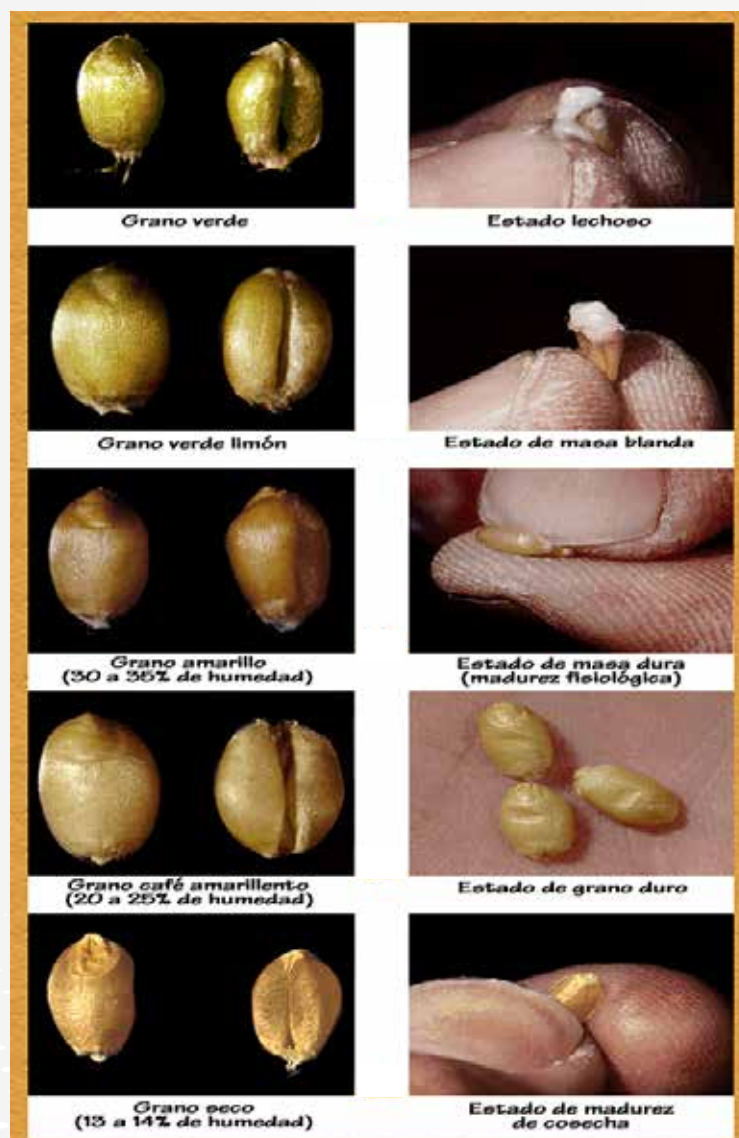 Grano verde
Estado lechoso
Grano verde limón
Estado de masa blanda
Grano amarillo
(30 a 35% de humedad)
Estado de masa dura
(madurez fisiológica)
Grano café amarillento
(20 a 25% de humedad)
Estado de grano duro
Grano seco
(13 a 14% de humedad)
Estado de madurez
de cosecha